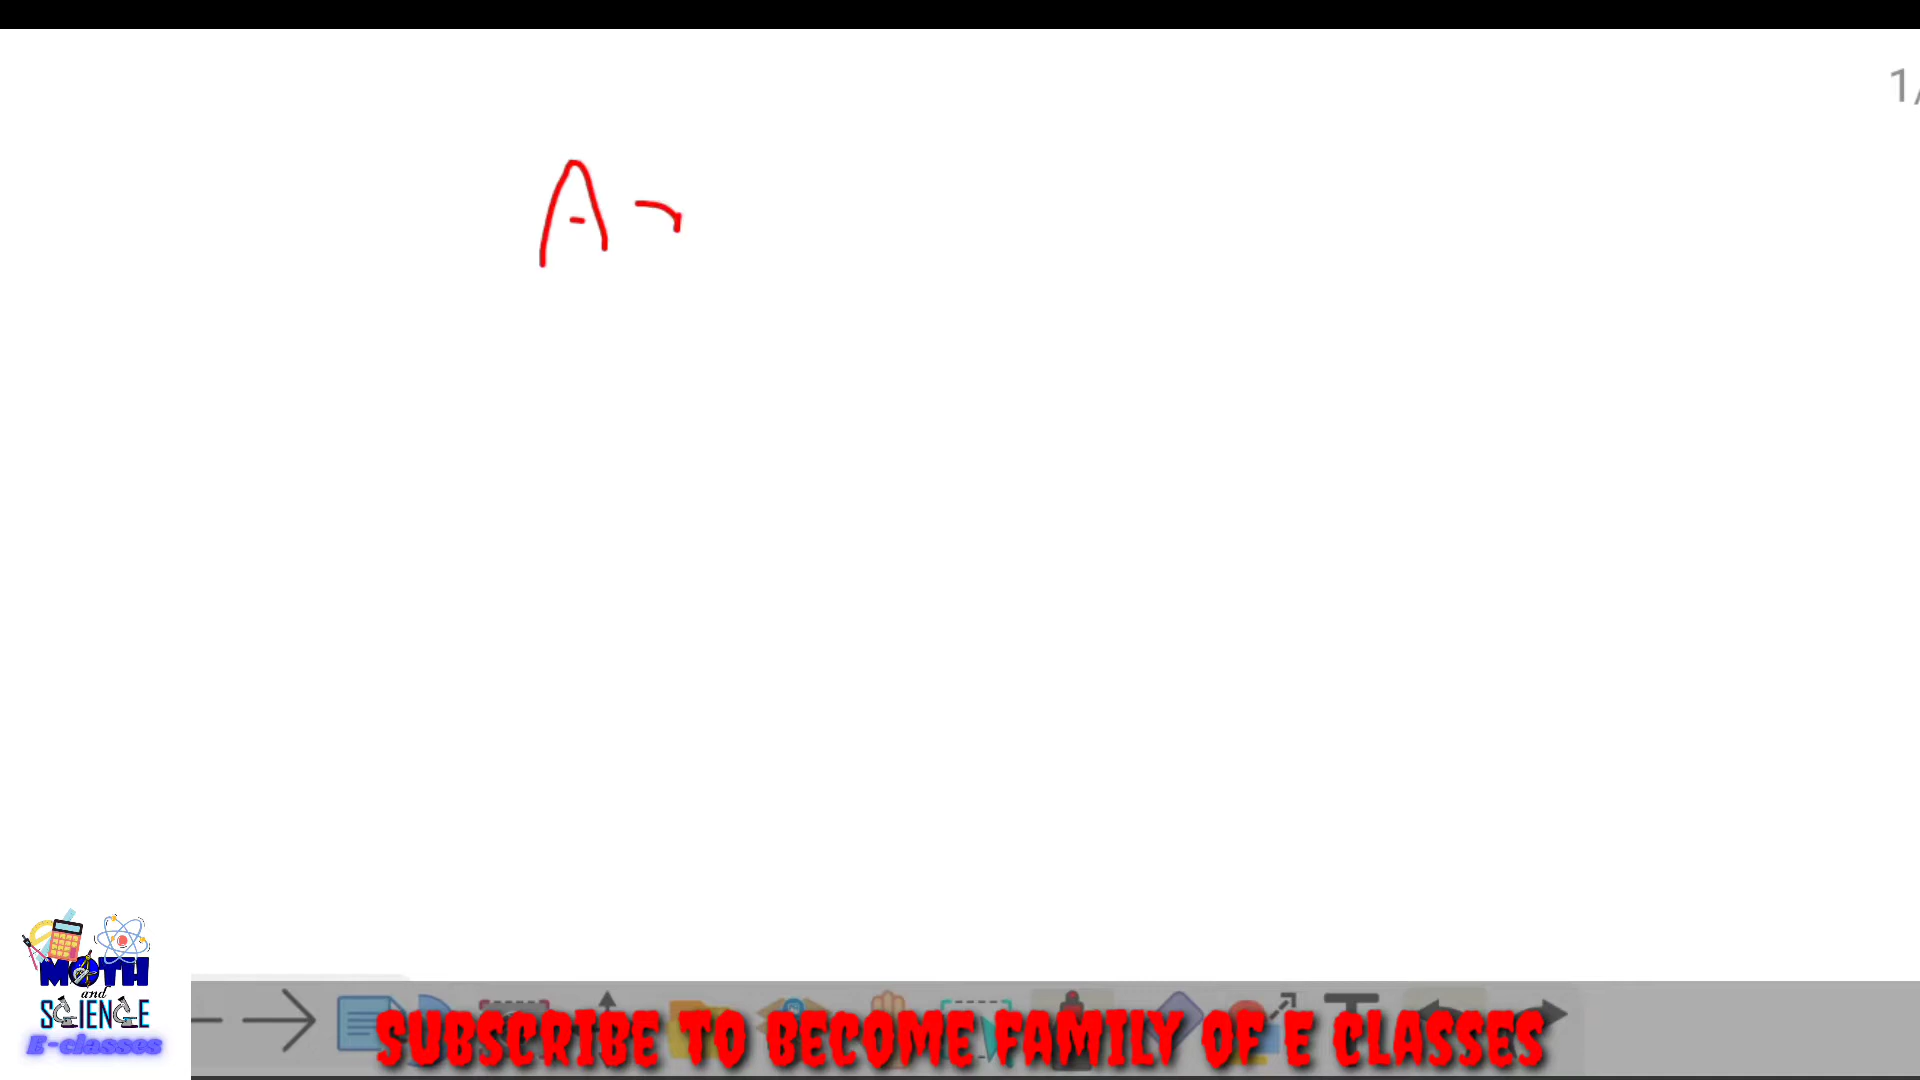 1/
A
MATH
and
SCIENCE
E-classes
T
SUBSCRIBE TO BECOME FAMILY OF E CLASSES